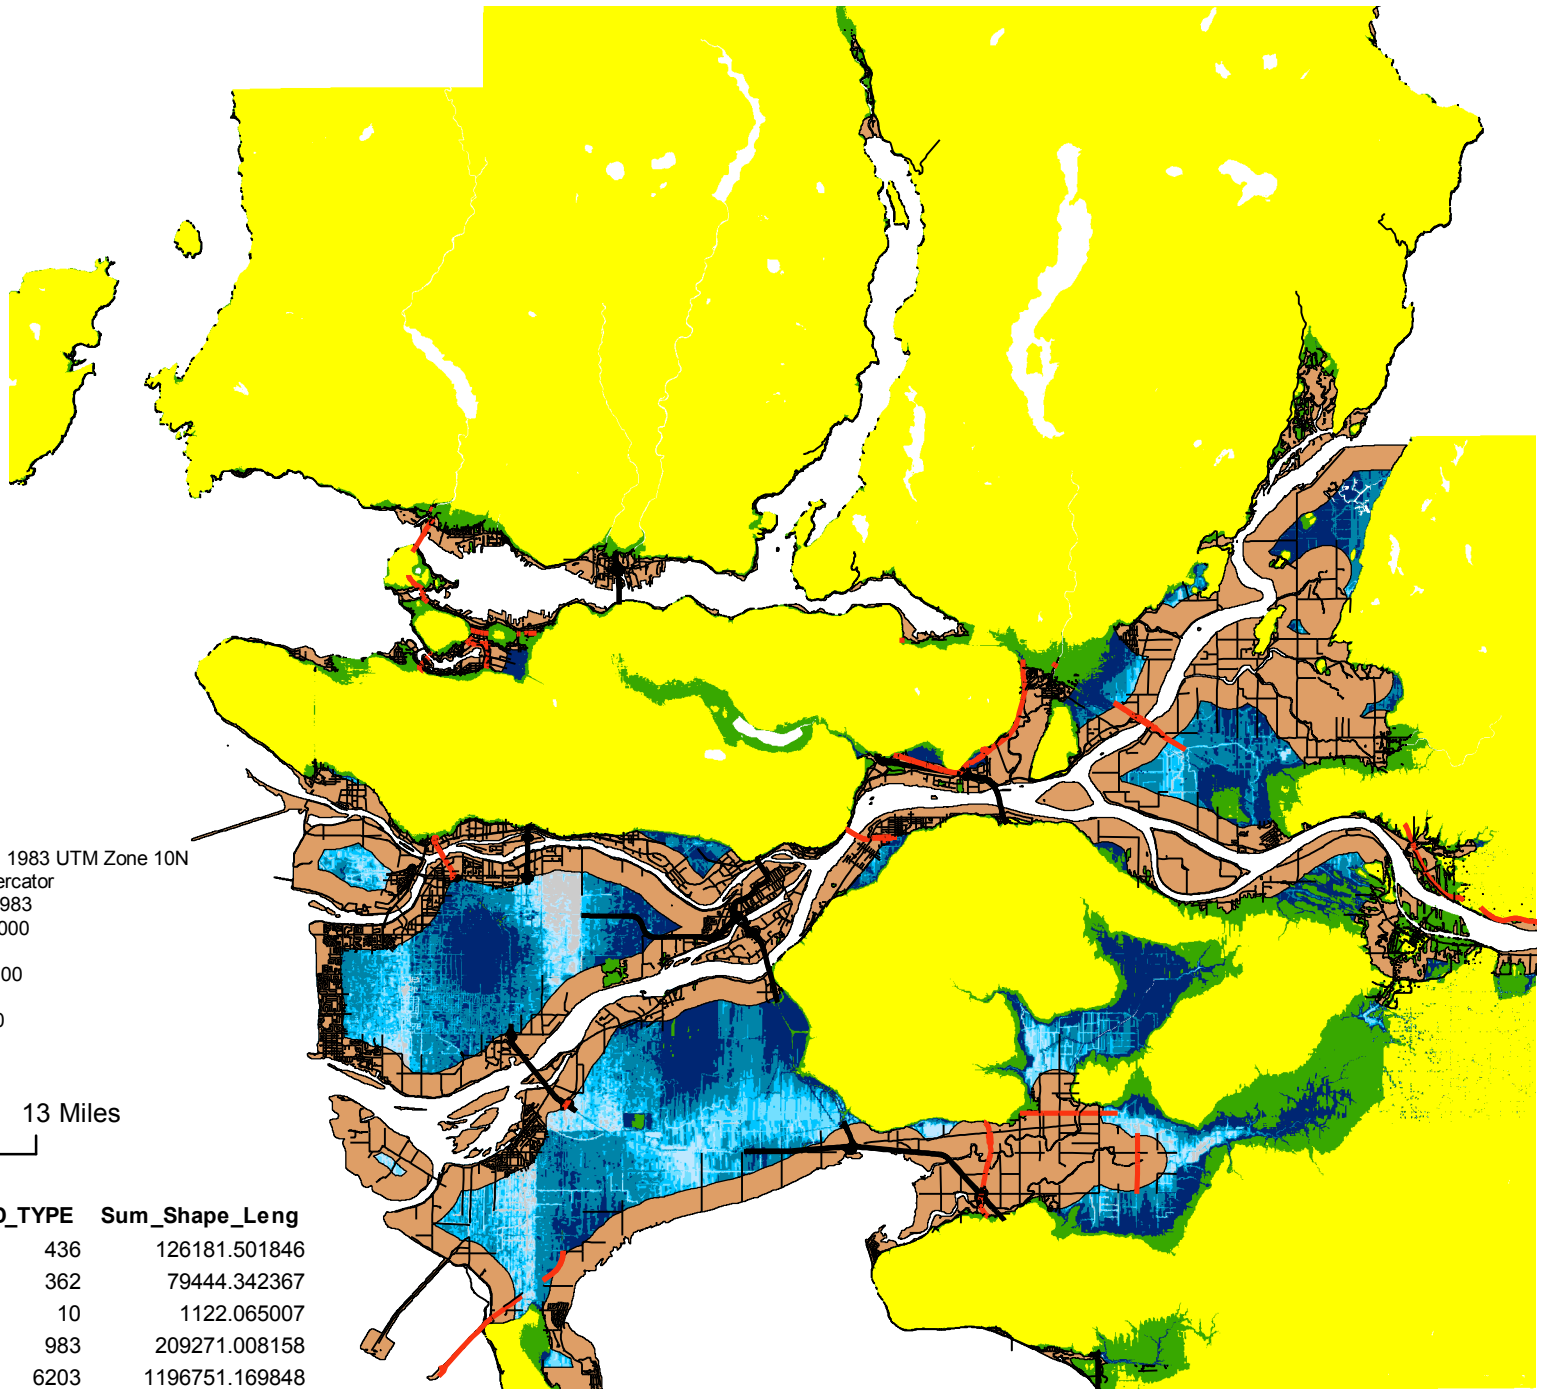 1983 UTM Zone 10N
ercator
983
000
00
0
13 Miles
O_TYPE Sum_Shape_Leng
436 126181.501846
362 79444.342367
10 1122.065007
983 209271.008158
6203 1196751.169848